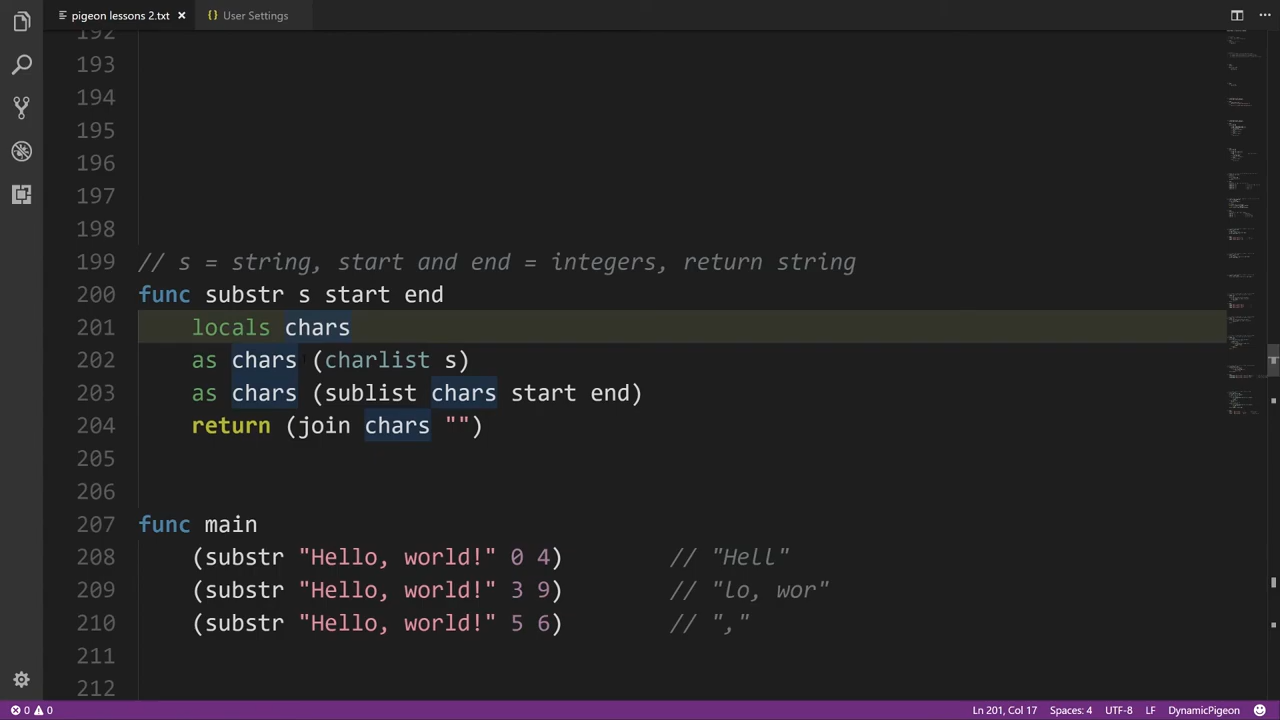 pigeon lessons 2.txt × {} User Settings
192
193
194
195
196
197
198
199 // s = string, start and end = integers, return string
200 func substr s start end
201 locals chars
202 as chars (charlist s)
203 as chars (sublist chars start end)
204 return (join chars "")
205
206
207 func main
208 (substr "Hello, world!" 0 4) // "Hell"
209 (substr "Hello, world!" 3 9) // "lo, wor"
210 (substr "Hello, world!" 5 6) // ","
211
212
0 0 Ln 201, Col 17 Spaces: 4 UTF-8 LF DynamicPigeon